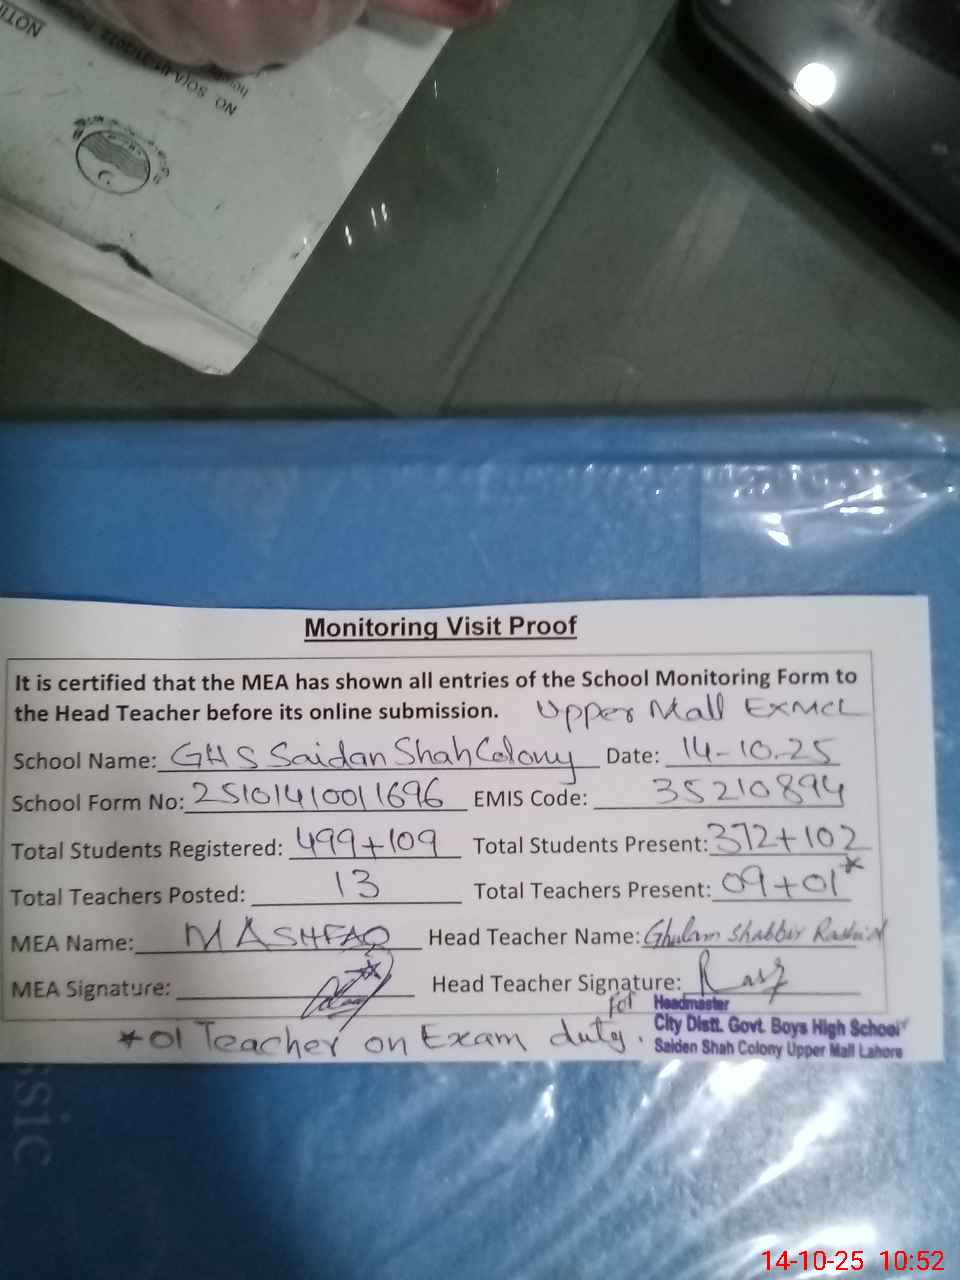 NO SO(A
Monitoring Visit Proof
It is certified that the MEA has shown all entries of the School Monitoring Form to
the Head Teacher before its online submission. Upper Mall ExMCL
School Name: GHS Saidan Shah Colony Date: 14-10-25
School Form No: 25101410011696 EMIS Code: 35210894
Total Students Registered: 499+109 Total Students Present: 372+102
Total Teachers Posted: 13 Total Teachers Present: 09+01*
MEA Name: M ASHFAQ Head Teacher Name: Ghulam Shabbir Rashid
MEA Signature: Head Teacher Signature:
*01 Teacher on Exam duty. For Headmaster
City Distt. Govt. Boys High School
Saiden Shah Colony Upper Mall Lahore
ssic
14-10-25 10:52